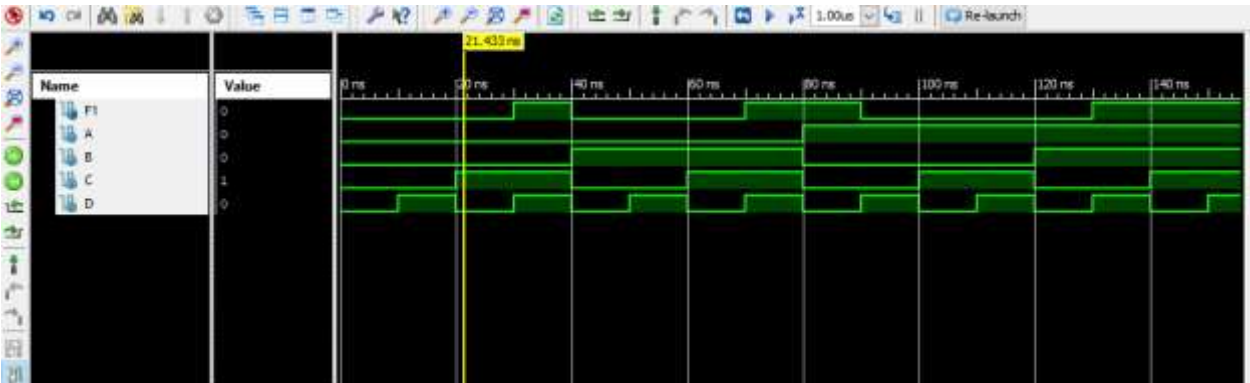 1.00us Re-launch
21.433 ns
Name Value 0 ns 20 ns 40 ns 60 ns 80 ns 100 ns 120 ns 140 ns
F1 0
A 0
B 0
C 1
D 0